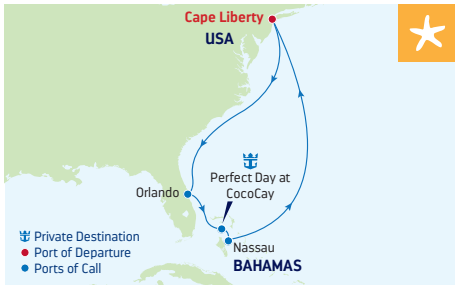 Cape Liberty
USA
Perfect Day at
CocoCay
Orlando
Nassau
BAHAMAS
Private Destination
Port of Departure
Ports of Call